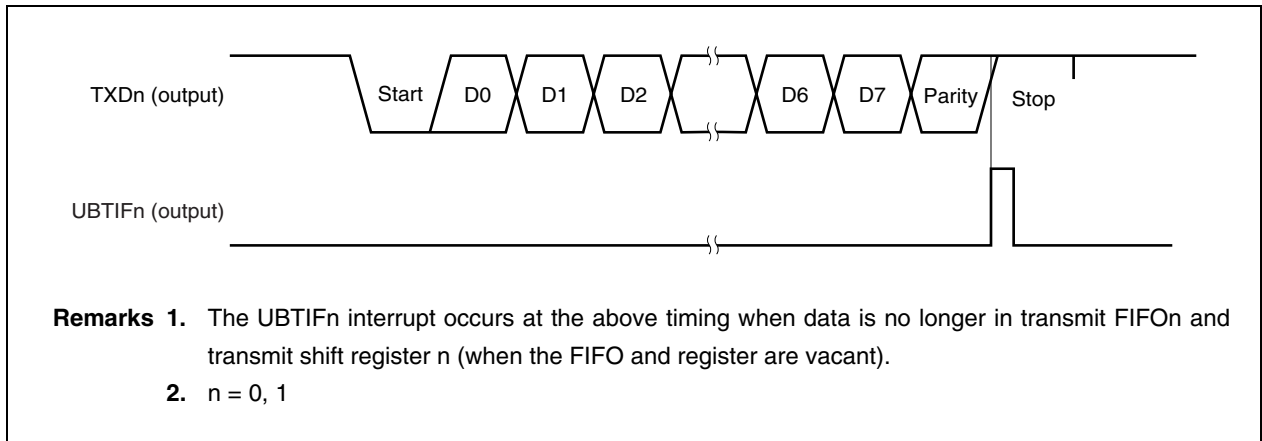 TXDn (output)
Start D0 D1 D2 D6 D7 Parity Stop
UBTIFn (output)
Remarks 1. The UBTIFn interrupt occurs at the above timing when data is no longer in transmit FIFOn and
transmit shift register n (when the FIFO and register are vacant).
2. n = 0, 1